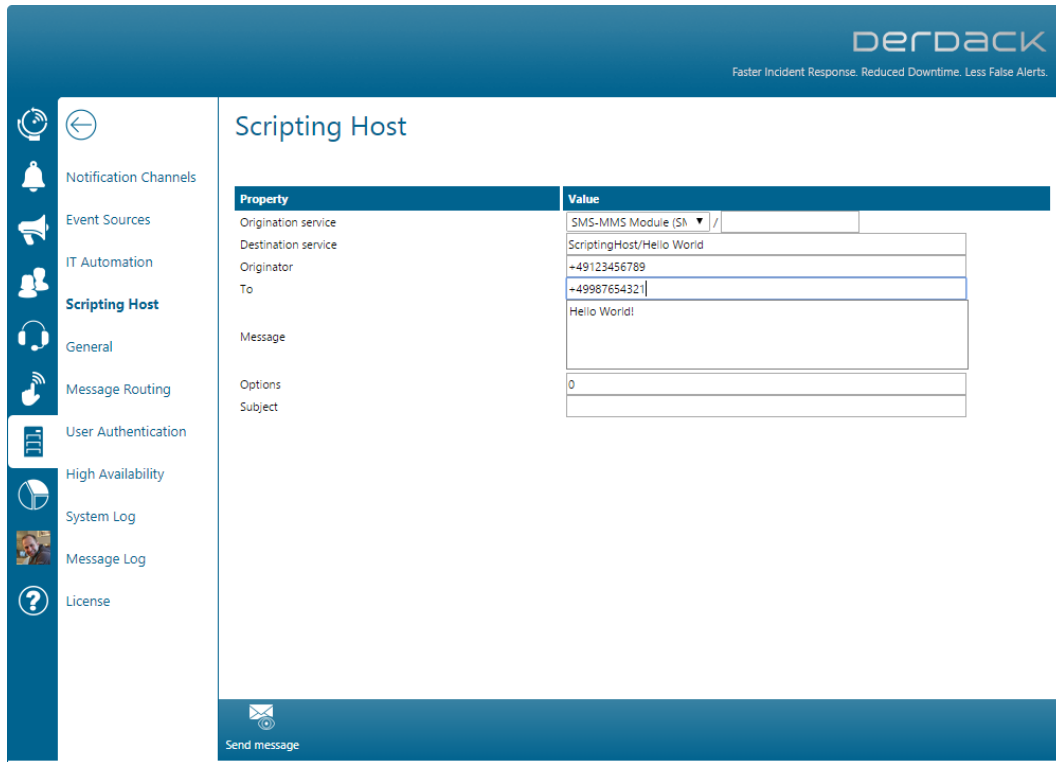 DERDACK
Faster Incident Response. Reduced Downtime. Less False Alerts.
Scripting Host
Notification Channels
Event Sources
IT Automation
Scripting Host
General
Message Routing
User Authentication
High Availability
System Log
Message Log
License
Property Value
Origination service SMS-MMS Module (SM /
Destination service ScriptingHost/Hello World
Originator +49123456789
To +49987654321
Message Hello World!
Options 0
Subject
Send message